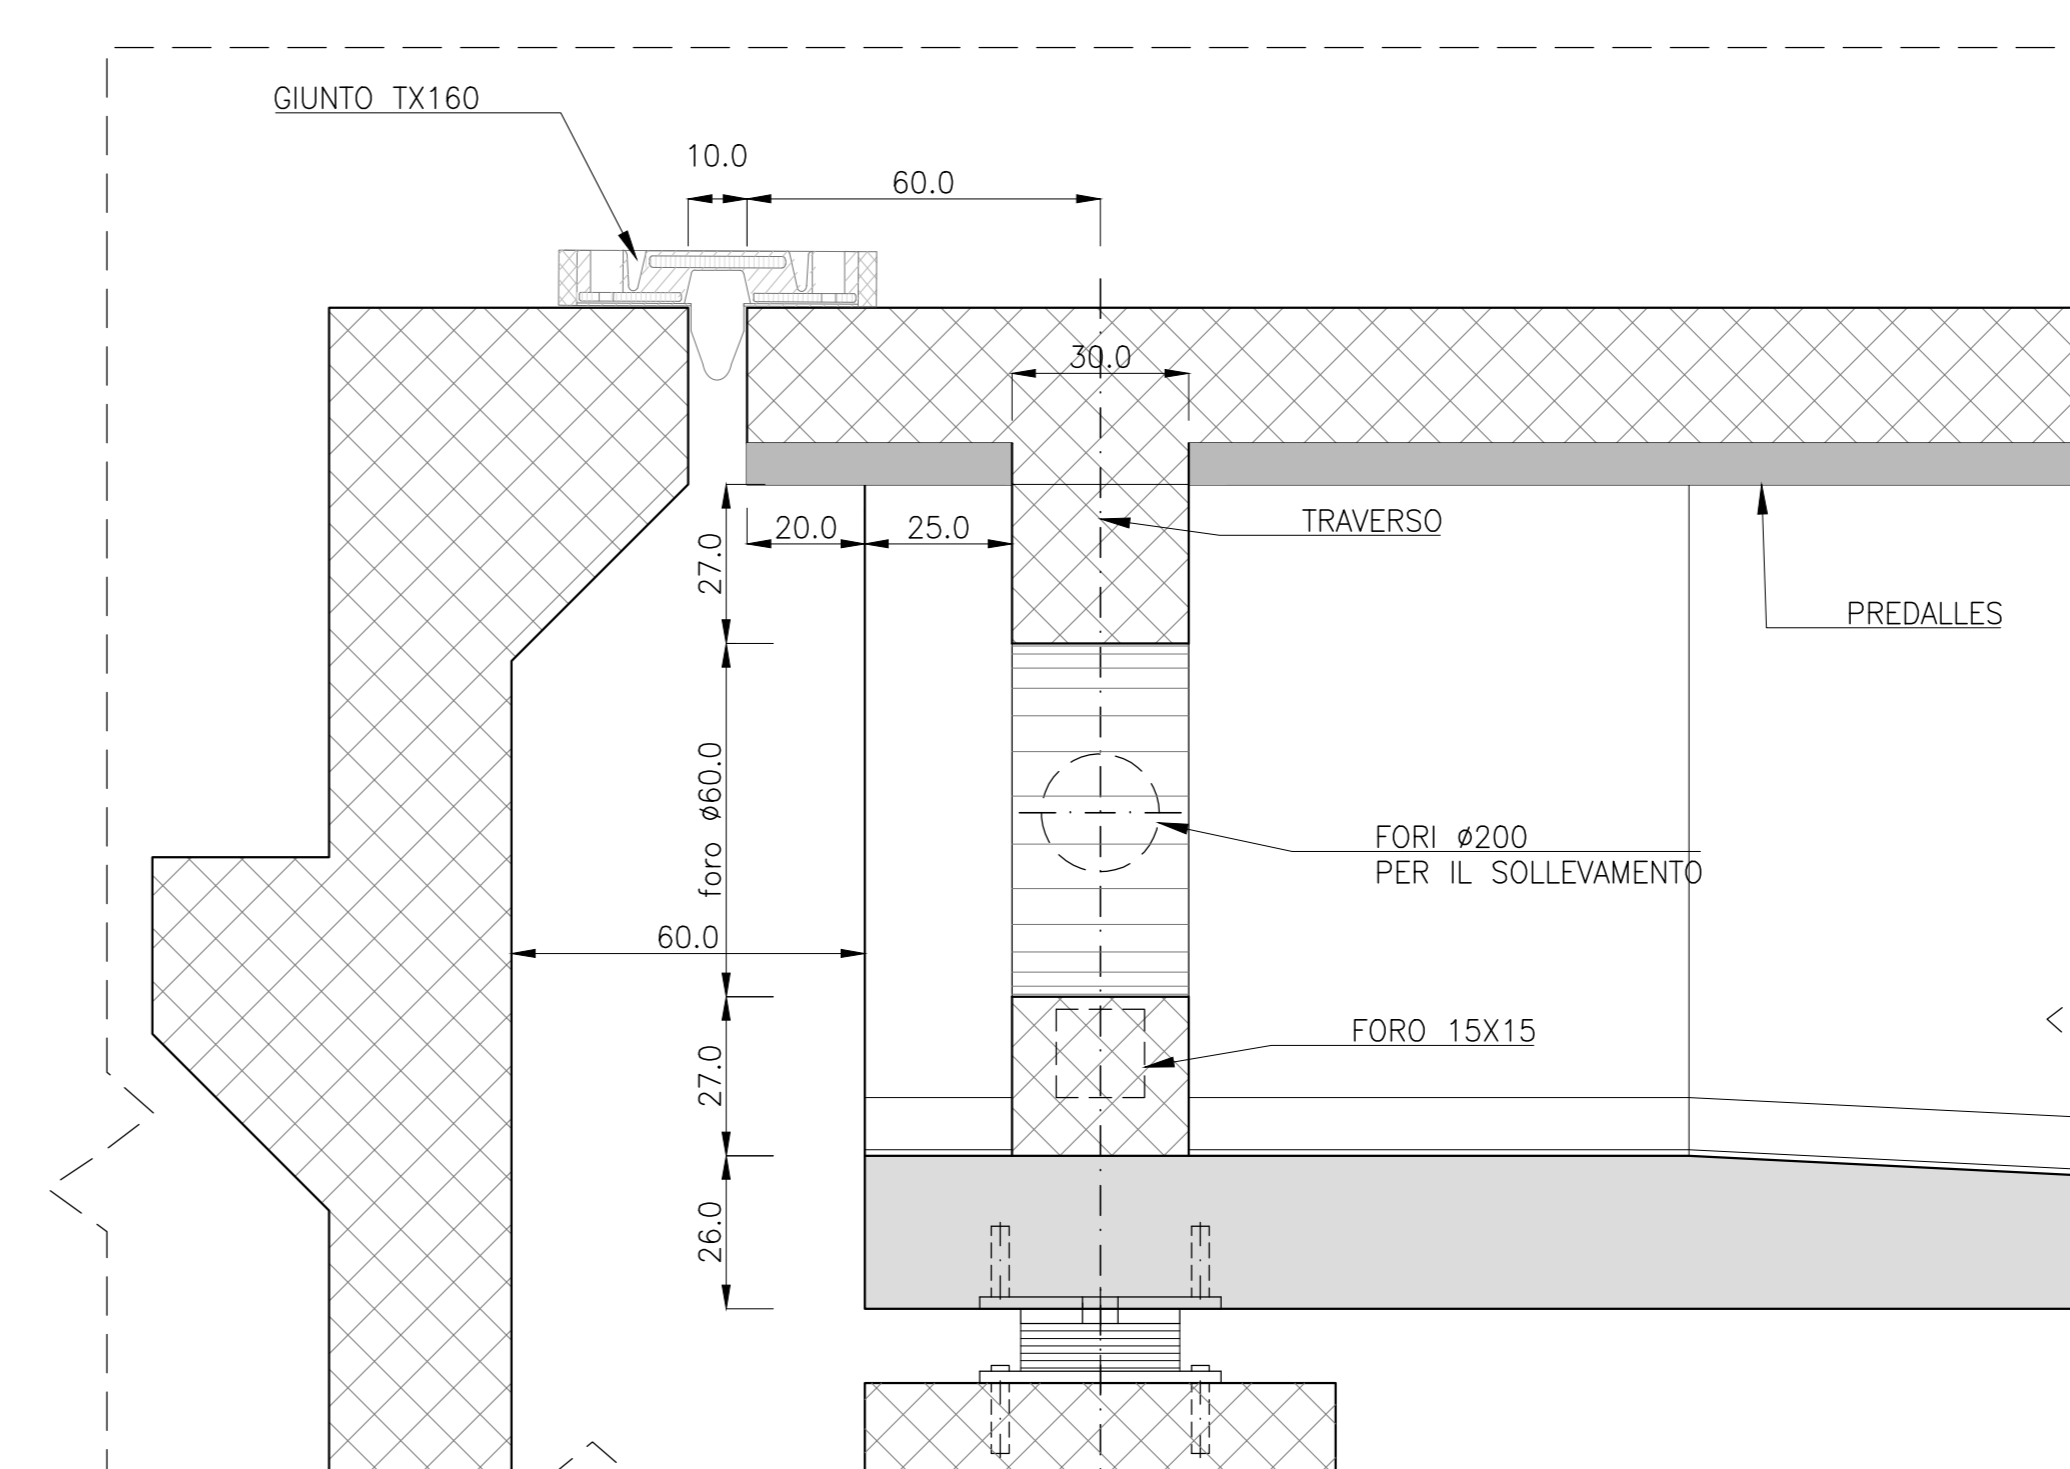 GIUNTO TX160
10.0
60.0
30.0
20.0
25.0
TRAVERSO
27.0
PREDALLES
foro ø60.0
FORI ø200
PER IL SOLLEVAMENTO
60.0
FORO 15X15
27.0
26.0